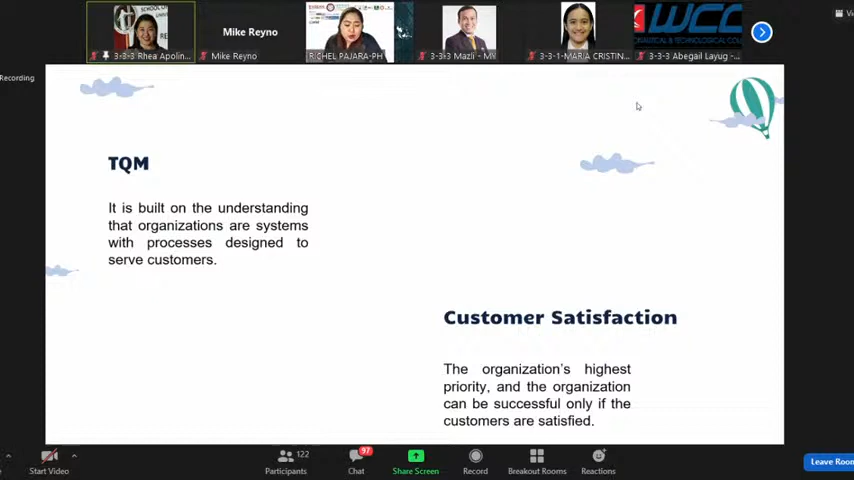 Mike Reyno
3-3-3 Rhea Apolin...
Mike Reyno
RICHEL PAJARA-PH
3-3-3 Mazli - MY
3-3-1-MARIA CRISTIN...
WCC
3-3-3 Abegail Layug -...
Recording
TQM
It is built on the understanding
that organizations are systems
with processes designed to
serve customers.
Customer Satisfaction
The organization's highest
priority, and the organization
can be successful only if the
customers are satisfied.
Start Video
Participants
122
Chat
97
Share Screen
Record
Breakout Rooms
Reactions
Leave Room